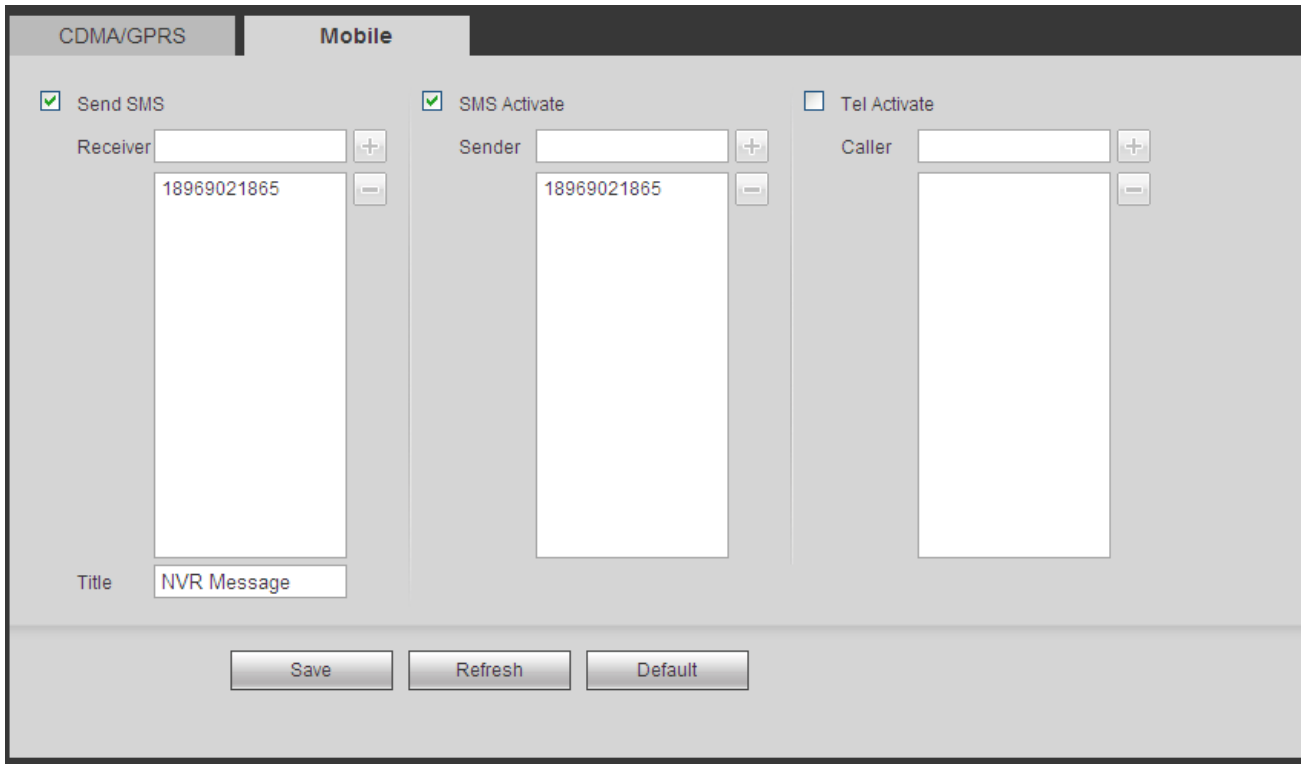 CDMA/GPRS Mobile
Send SMS SMS Activate Tel Activate
Receiver Sender Caller
18969021865 18969021865
Title NVR Message
Save Refresh Default